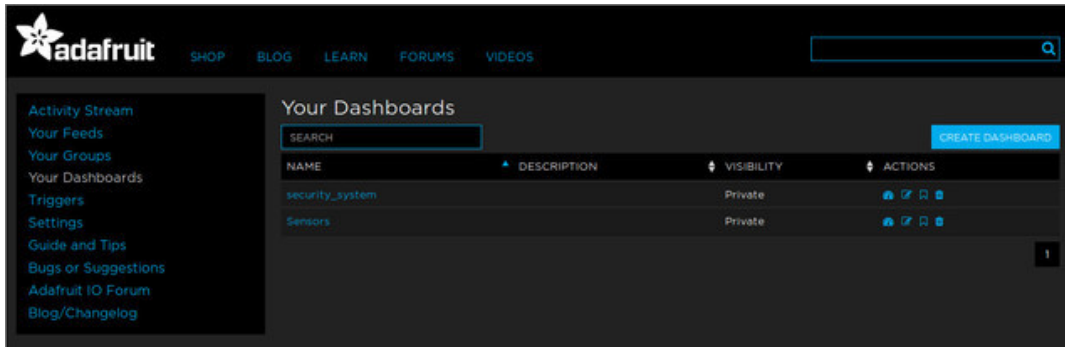 adafruit SHOP BLOG LEARN FORUMS VIDEOS
Activity Stream
Your Feeds
Your Groups
Your Dashboards
Triggers
Settings
Guide and Tips
Bugs or Suggestions
Adafruit IO Forum
Blog/Changelog
Your Dashboards
SEARCH
CREATE DASHBOARD
NAME DESCRIPTION VISIBILITY ACTIONS
security_system Private
Sensors Private
1